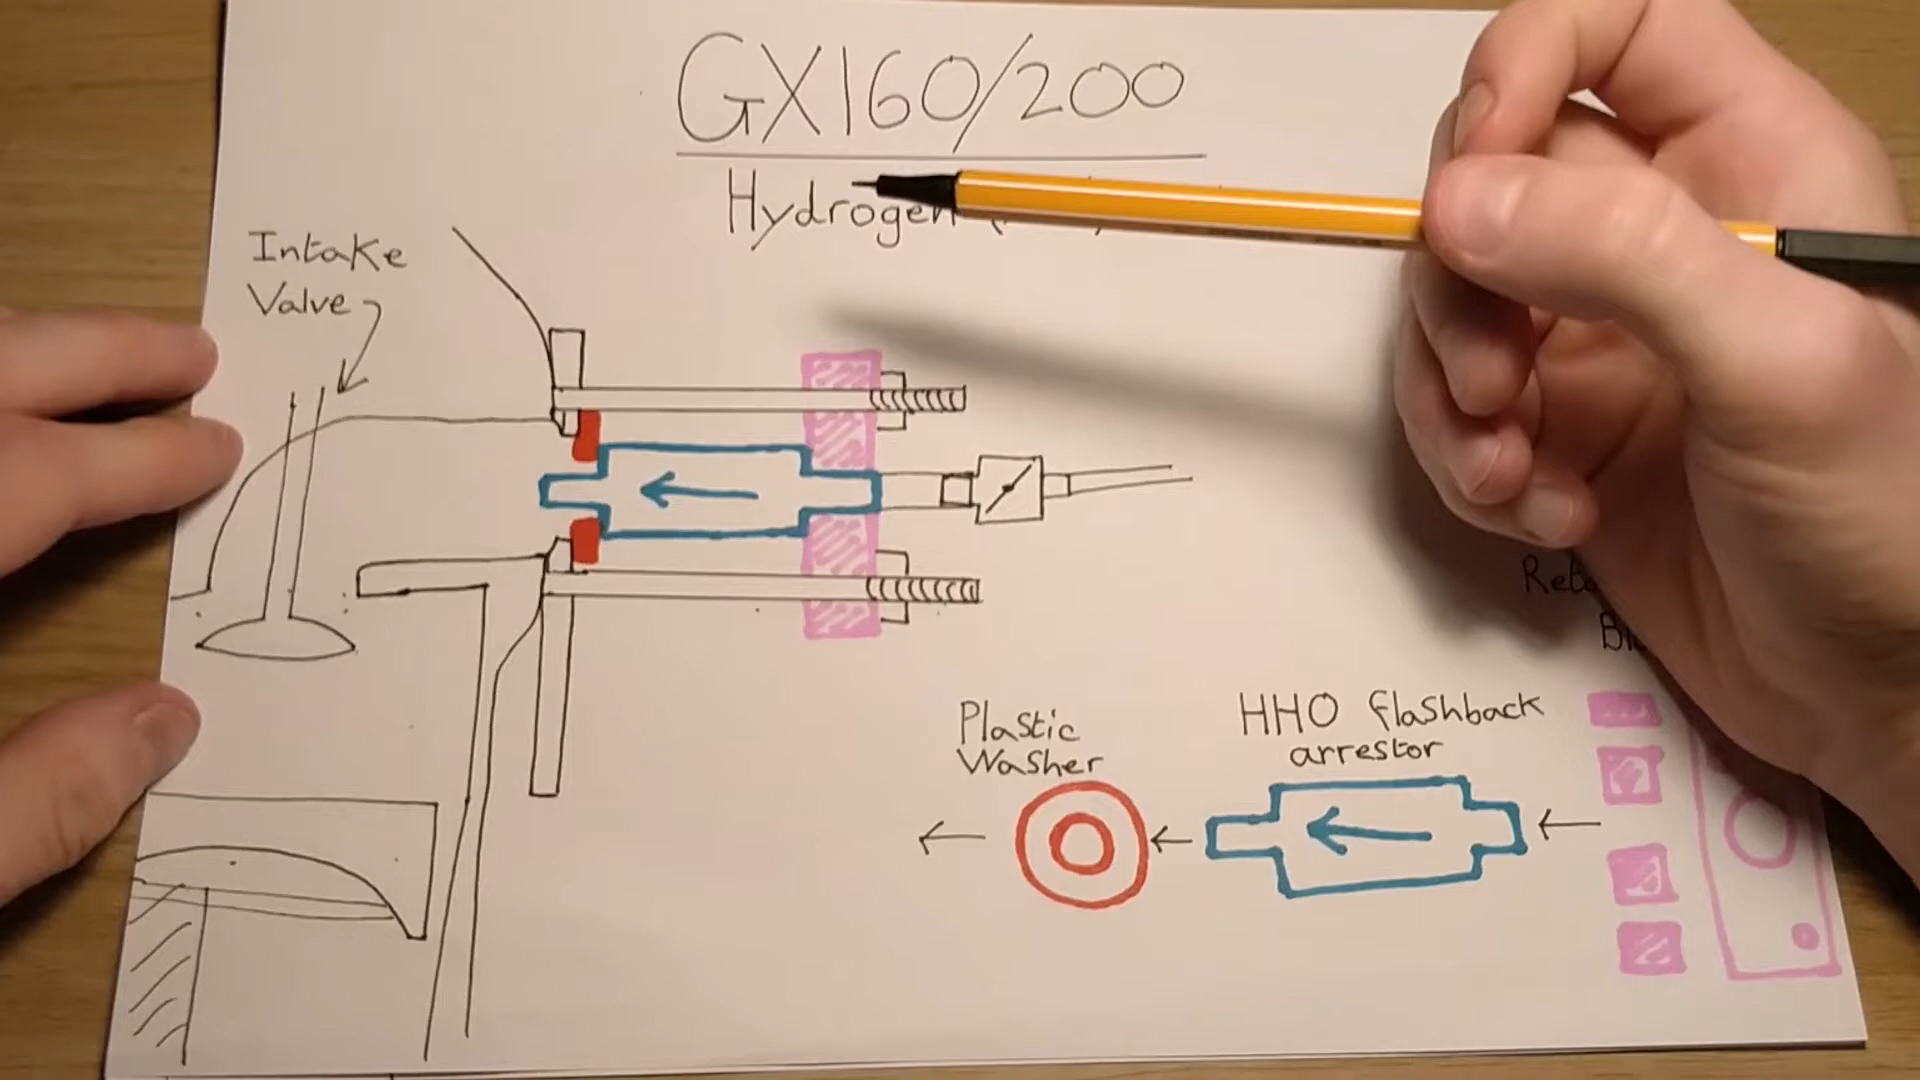 GX160/200
Hydrogen
Intake
Valve
Plastic
Washer
HHO flashback
arrestor